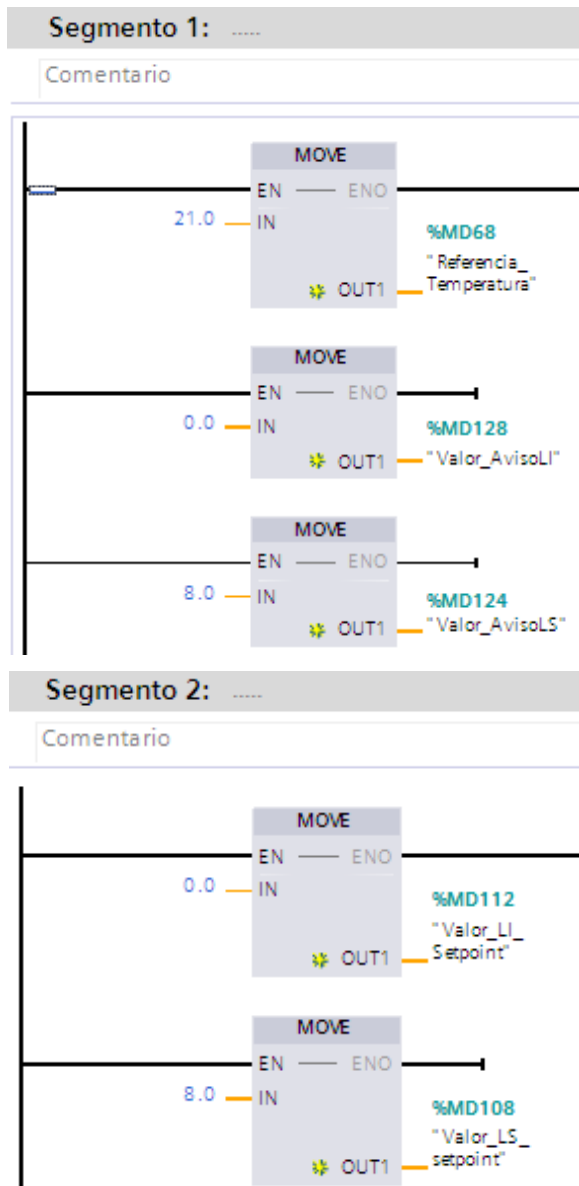 Segmento 1: .....
Comentario
MOVE
EN ENO
21.0 IN
%MD68
"Referencia_
Temperatura"
OUT1
MOVE
EN ENO
0.0 IN
%MD128
OUT1 "Valor_AvisoLI"
MOVE
EN ENO
8.0 IN
%MD124
OUT1 "Valor_AvisoLS"
Segmento 2: .....
Comentario
MOVE
EN ENO
0.0 IN
%MD112
"Valor_LI_
Setpoint"
OUT1
MOVE
EN ENO
8.0 IN
%MD108
"Valor_LS_
setpoint"
OUT1